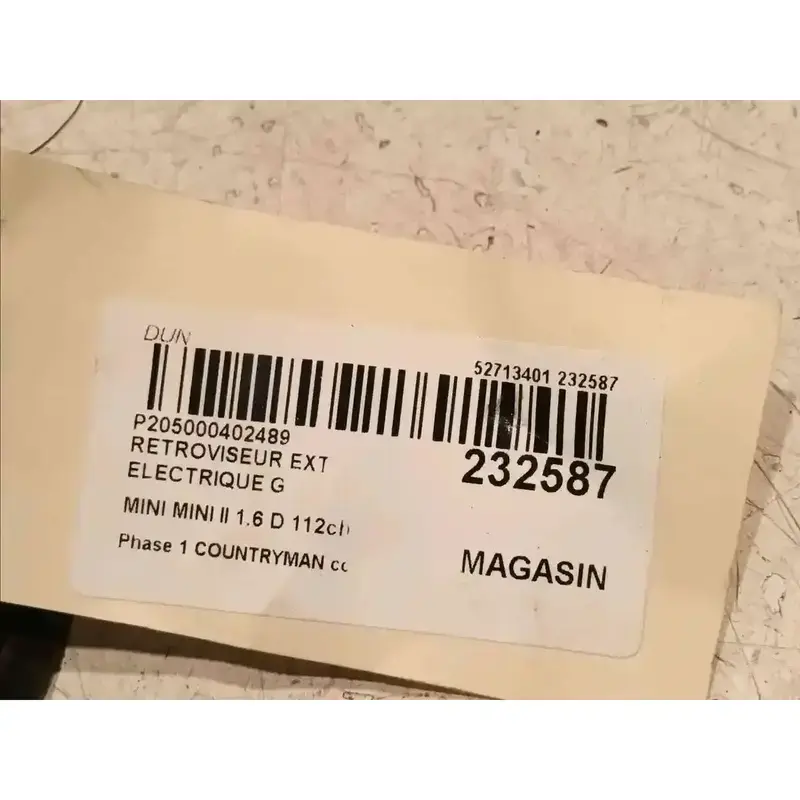 DUN
52713401 232587
P205000402489
RETROVISEUR EXT
ELECTRIQUE G
232587
MINI MINI II 1.6 D 112ch
Phase 1 COUNTRYMAN
MAGASIN